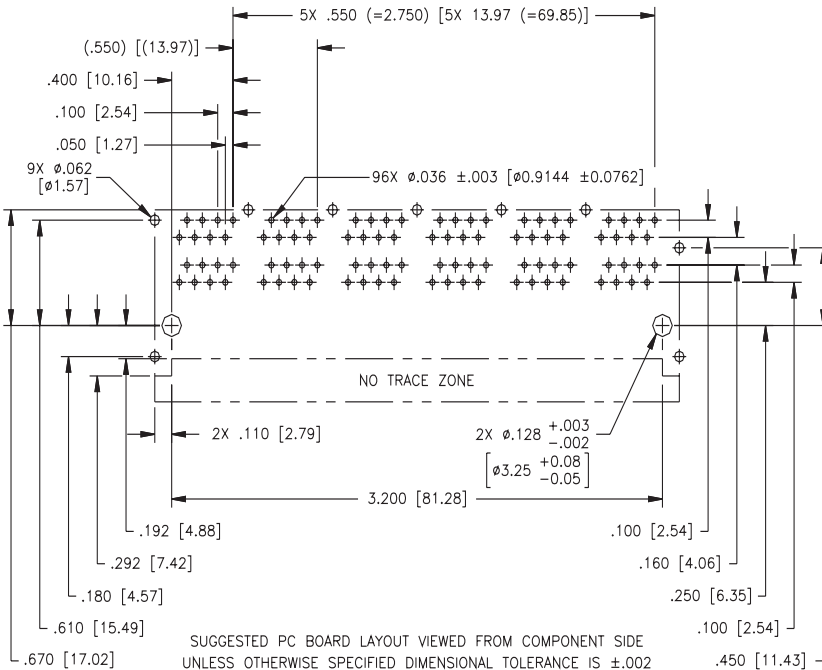 5X .550 (=2.750) [5X 13.97 (=69.85)]
(.550) [(13.97)]
.400 [10.16]
.100 [2.54]
.050 [1.27]
9X ø.062
[ø1.57]
96X ø.036 ±.003 [ø0.9144 ±0.0762]
NO TRACE ZONE
2X .110 [2.79]
2X ø.128 +.003
-.002
[ø3.25 +0.08
-0.05]
3.200 [81.28]
.192 [4.88]
.100 [2.54]
.292 [7.42]
.160 [4.06]
.180 [4.57]
.250 [6.35]
.610 [15.49]
.100 [2.54]
.670 [17.02]
.450 [11.43]
SUGGESTED PC BOARD LAYOUT VIEWED FROM COMPONENT SIDE
UNLESS OTHERWISE SPECIFIED DIMENSIONAL TOLERANCE IS ±.002